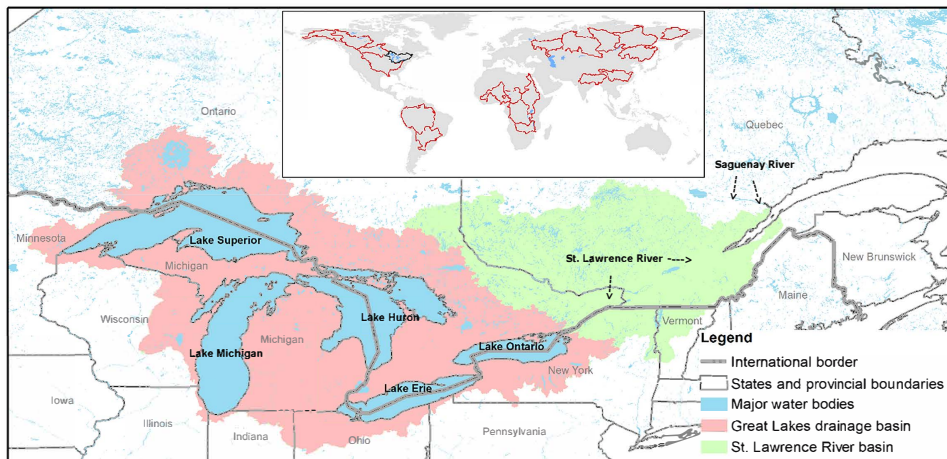 Ontario
Quebec
Saguenay River
Minnesota
Lake Superior
Michigan
St. Lawrence River
New Brunswick
Maine
Wisconsin
Lake Huron
Michigan
Lake Michigan
Lake Ontario
Vermont
New York
Lake Erie
Iowa
Illinois
Indiana
Ohio
Pennsylvania
Legend
International border
States and provincial boundaries
Major water bodies
Great Lakes drainage basin
St. Lawrence River basin